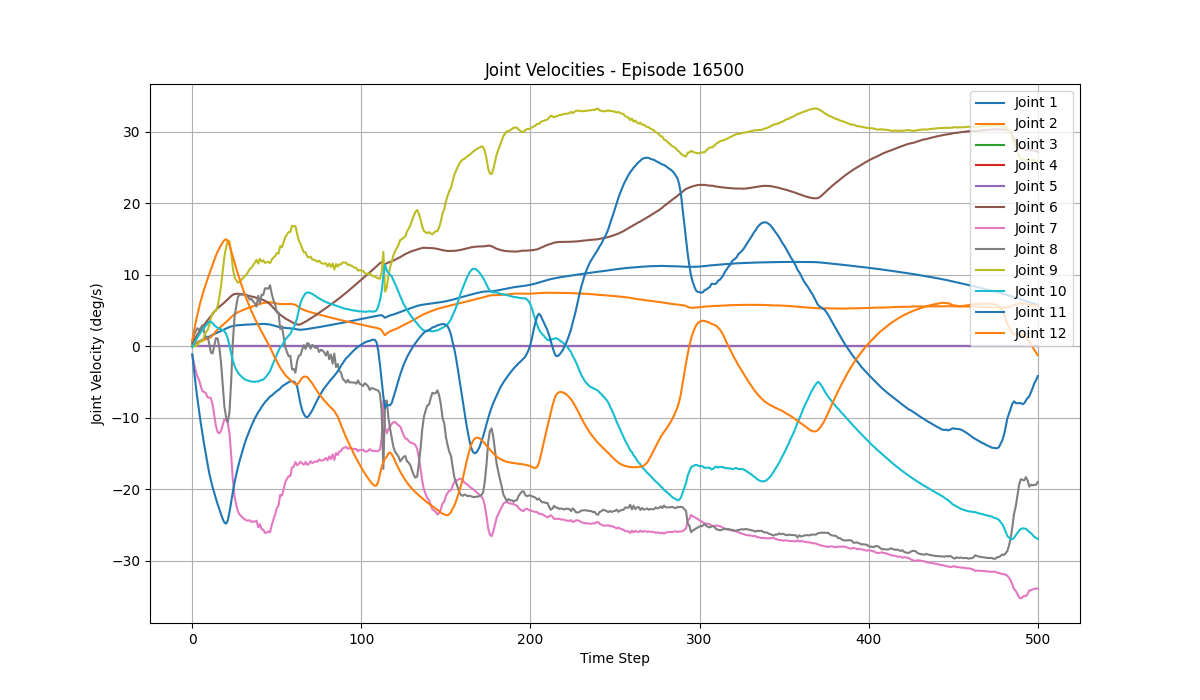 Joint Velocities - Episode 16500
Joint Velocity (deg/s)
30
20
10
0
−10
−20
−30
0
100
200
300
400
500
Time Step
Joint 1
Joint 2
Joint 3
Joint 4
Joint 5
Joint 6
Joint 7
Joint 8
Joint 9
Joint 10
Joint 11
Joint 12